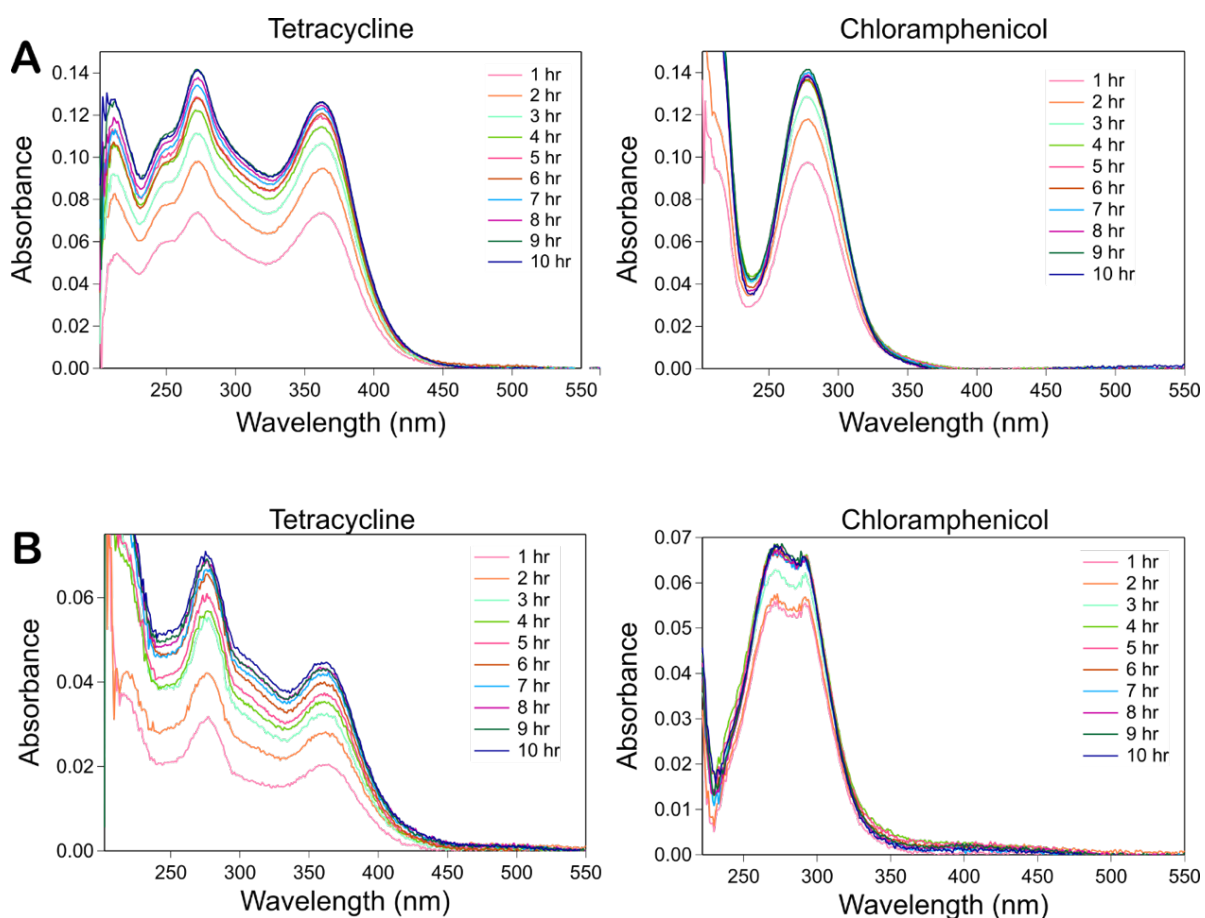 A
Tetracycline
Absorbance
0.14
0.12
0.10
0.08
0.06
0.04
0.02
0.00
1 hr
2 hr
3 hr
4 hr
5 hr
6 hr
7 hr
8 hr
9 hr
10 hr
250 300 350 400 450 500 550
Wavelength (nm)
Chloramphenicol
Absorbance
0.14
0.12
0.10
0.08
0.06
0.04
0.02
0.00
1 hr
2 hr
3 hr
4 hr
5 hr
6 hr
7 hr
8 hr
9 hr
10 hr
250 300 350 400 450 500 550
Wavelength (nm)
B
Tetracycline
Absorbance
0.06
0.04
0.02
0.00
1 hr
2 hr
3 hr
4 hr
5 hr
6 hr
7 hr
8 hr
9 hr
10 hr
250 300 350 400 450 500 550
Wavelength (nm)
Chloramphenicol
Absorbance
0.07
0.06
0.05
0.04
0.03
0.02
0.01
0.00
1 hr
2 hr
3 hr
4 hr
5 hr
6 hr
7 hr
8 hr
9 hr
10 hr
250 300 350 400 450 500 550
Wavelength (nm)